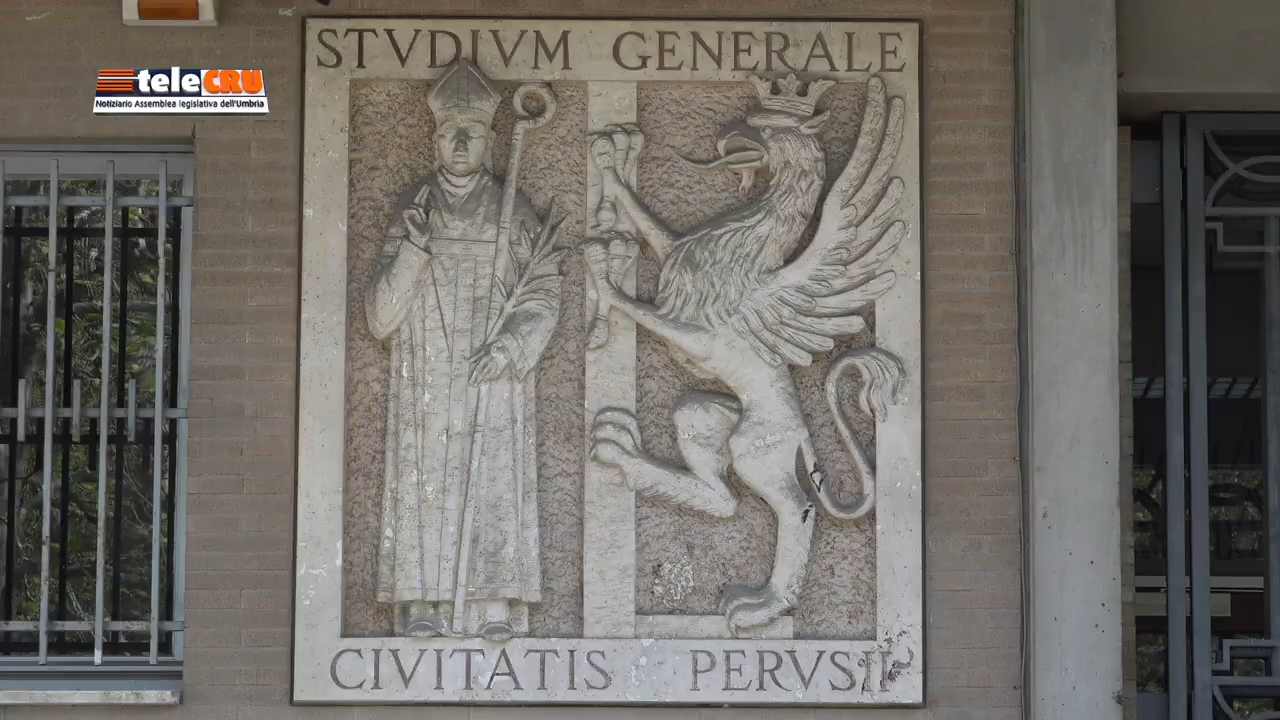 STVDIVM GENERALE
teleCRU
Notiziario Assemblea legislativa dell'Umbria
CIVITATIS PERVSII